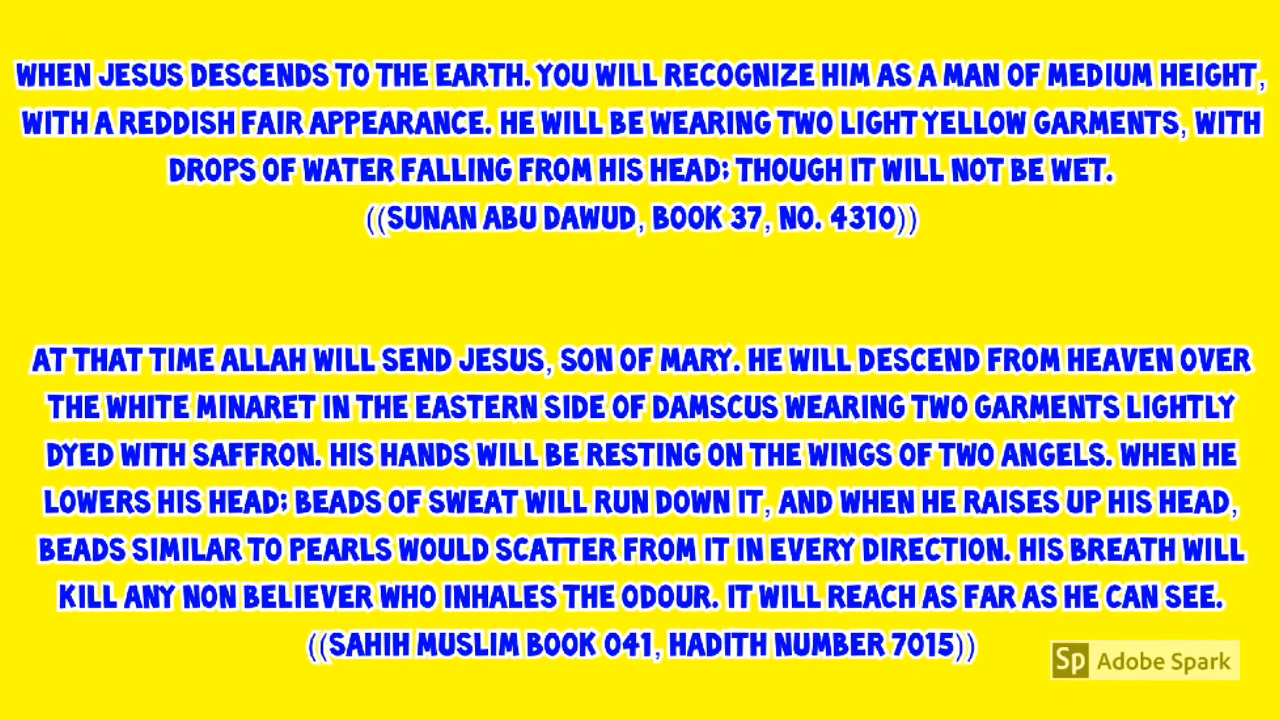 WHEN JESUS DESCENDS TO THE EARTH. YOU WILL RECOGNIZE HIM AS A MAN OF MEDIUM HEIGHT,
WITH A REDDISH FAIR APPEARANCE. HE WILL BE WEARING TWO LIGHT YELLOW GARMENTS, WITH
DROPS OF WATER FALLING FROM HIS HEAD; THOUGH IT WILL NOT BE WET.
((SUNAN ABU DAWUD, BOOK 37, NO. 4310))
AT THAT TIME ALLAH WILL SEND JESUS, SON OF MARY. HE WILL DESCEND FROM HEAVEN OVER
THE WHITE MINARET IN THE EASTERN SIDE OF DAMSCUS WEARING TWO GARMENTS LIGHTLY
DYED WITH SAFFRON. HIS HANDS WILL BE RESTING ON THE WINGS OF TWO ANGELS. WHEN HE
LOWERS HIS HEAD; BEADS OF SWEAT WILL RUN DOWN IT, AND WHEN HE RAISES UP HIS HEAD,
BEADS SIMILAR TO PEARLS WOULD SCATTER FROM IT IN EVERY DIRECTION. HIS BREATH WILL
KILL ANY NON BELIEVER WHO INHALES THE ODOUR. IT WILL REACH AS FAR AS HE CAN SEE.
((SAHIH MUSLIM BOOK 041, HADITH NUMBER 7015))
Sp Adobe Spark